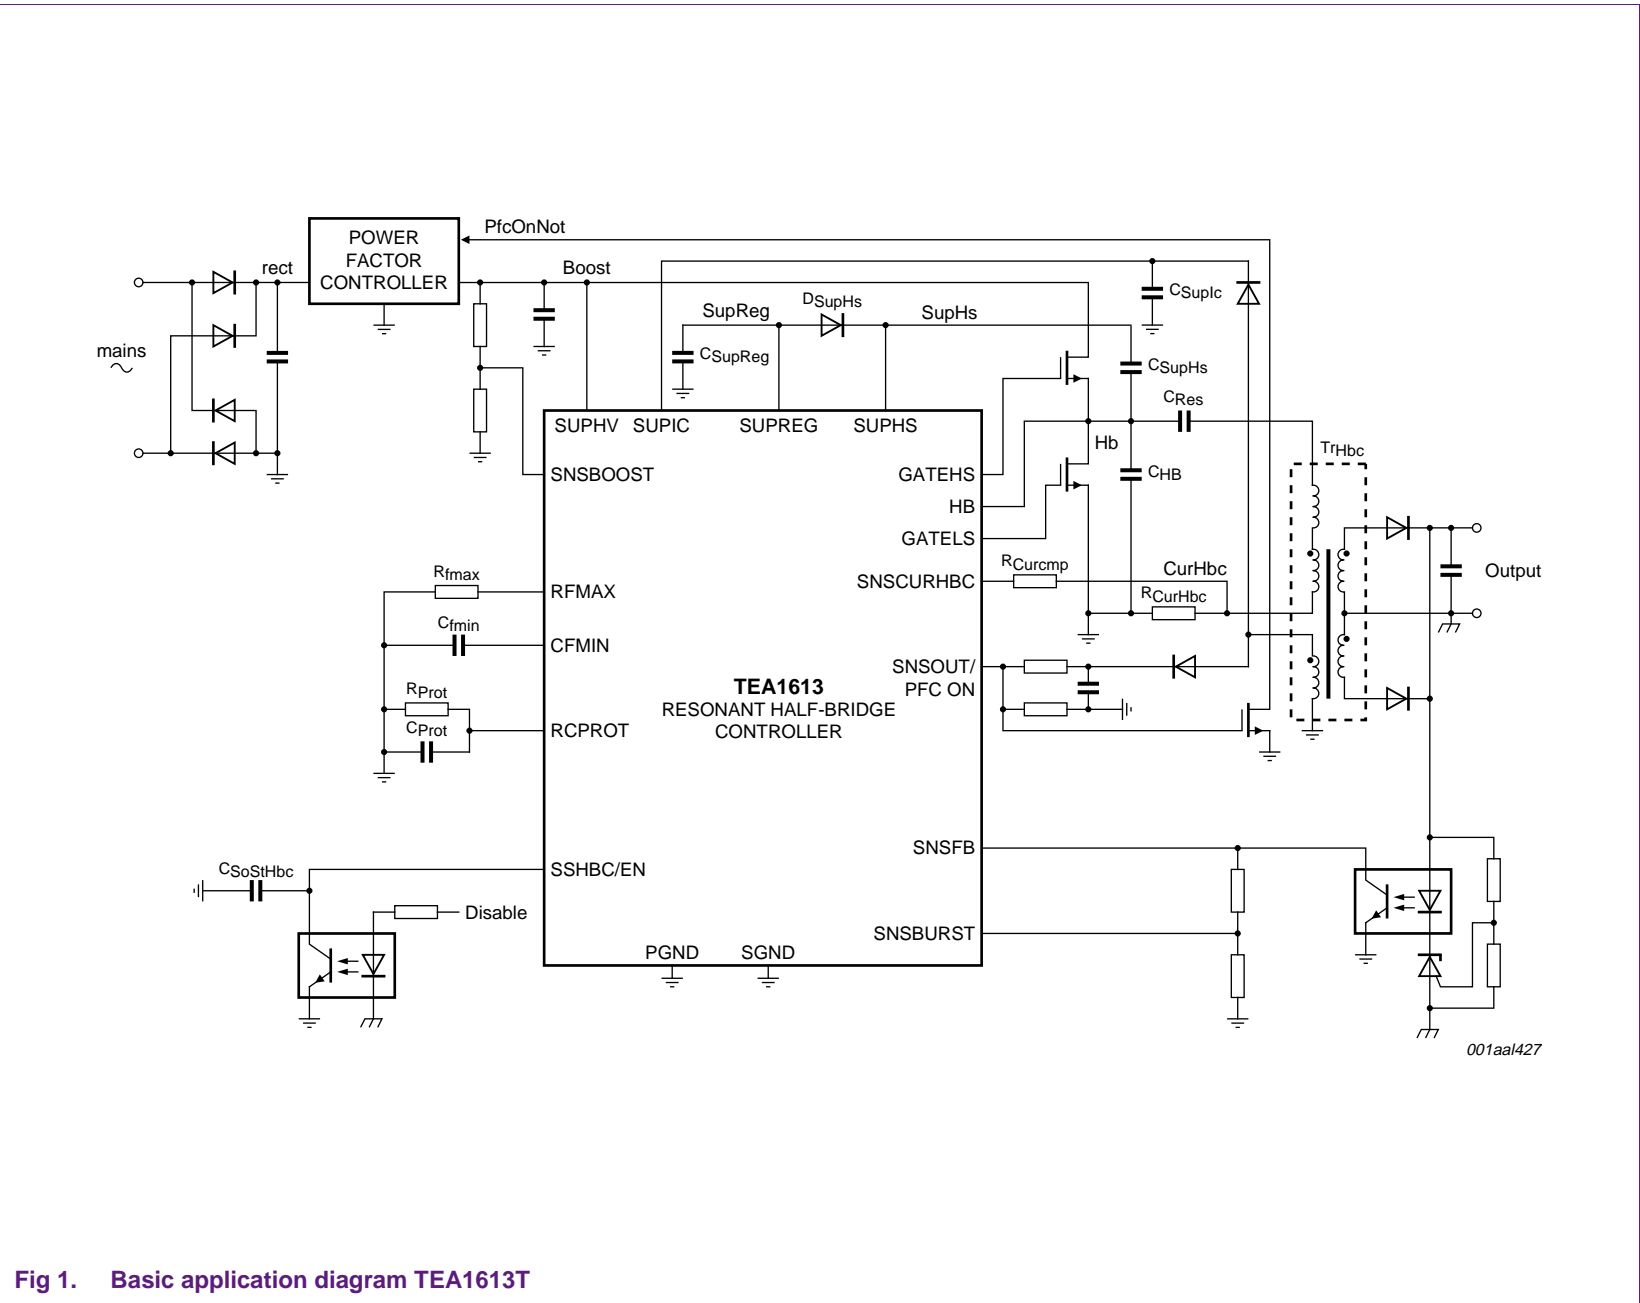 PfcOnNot
POWER
FACTOR
CONTROLLER
rect
Boost
CSupIc
DSupHs
SupReg
SupHs
mains
CSupReg
CSupHs
CRes
SUPHV
SUPIC
SUPREG
SUPHS
Hb
TrHbc
SNSBOOST
GATEHS
CHB
HB
GATELS
RCurcmp
CurHbc
Output
Rfmax
RFMAX
SNSCURHBC
RCurHbc
Cfmin
CFMIN
SNSOUT/
PFC ON
RProt
TEA1613
RESONANT HALF-BRIDGE
CONTROLLER
CProt
RCPROT
SNSFB
CSoStHbc
SSHBC/EN
Disable
SNSBURST
PGND
SGND
001aal427
Fig 1. Basic application diagram TEA1613T